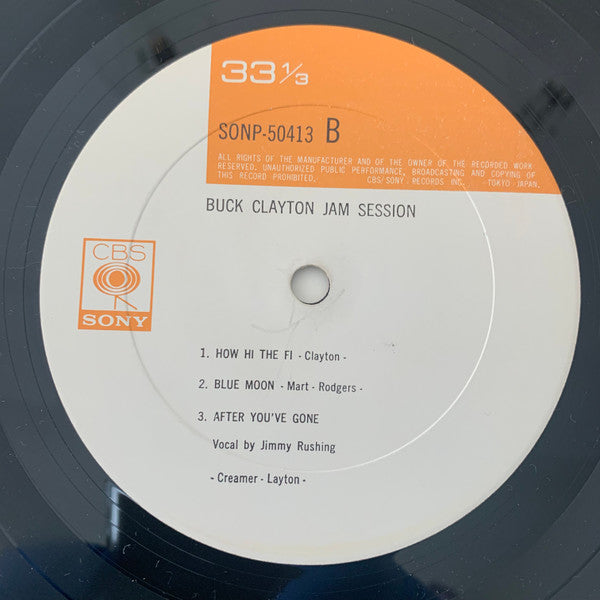 33 1/3
SONP-50413 B
ALL RIGHTS OF THE MANUFACTURER AND OF THE OWNER OF THE RECORDED WORK
RESERVED. UNAUTHORIZED PUBLIC PERFORMANCE, BROADCASTING AND COPYING OF
THIS RECORD PROHIBITED. CBS/SONY RECORDS INC. TOKYO JAPAN.
BUCK CLAYTON JAM SESSION
CBS
SONY
1. HOW HI THE FI - Clayton -
2. BLUE MOON - Mart - Rodgers -
3. AFTER YOU'VE GONE
Vocal by Jimmy Rushing
- Creamer - Layton -